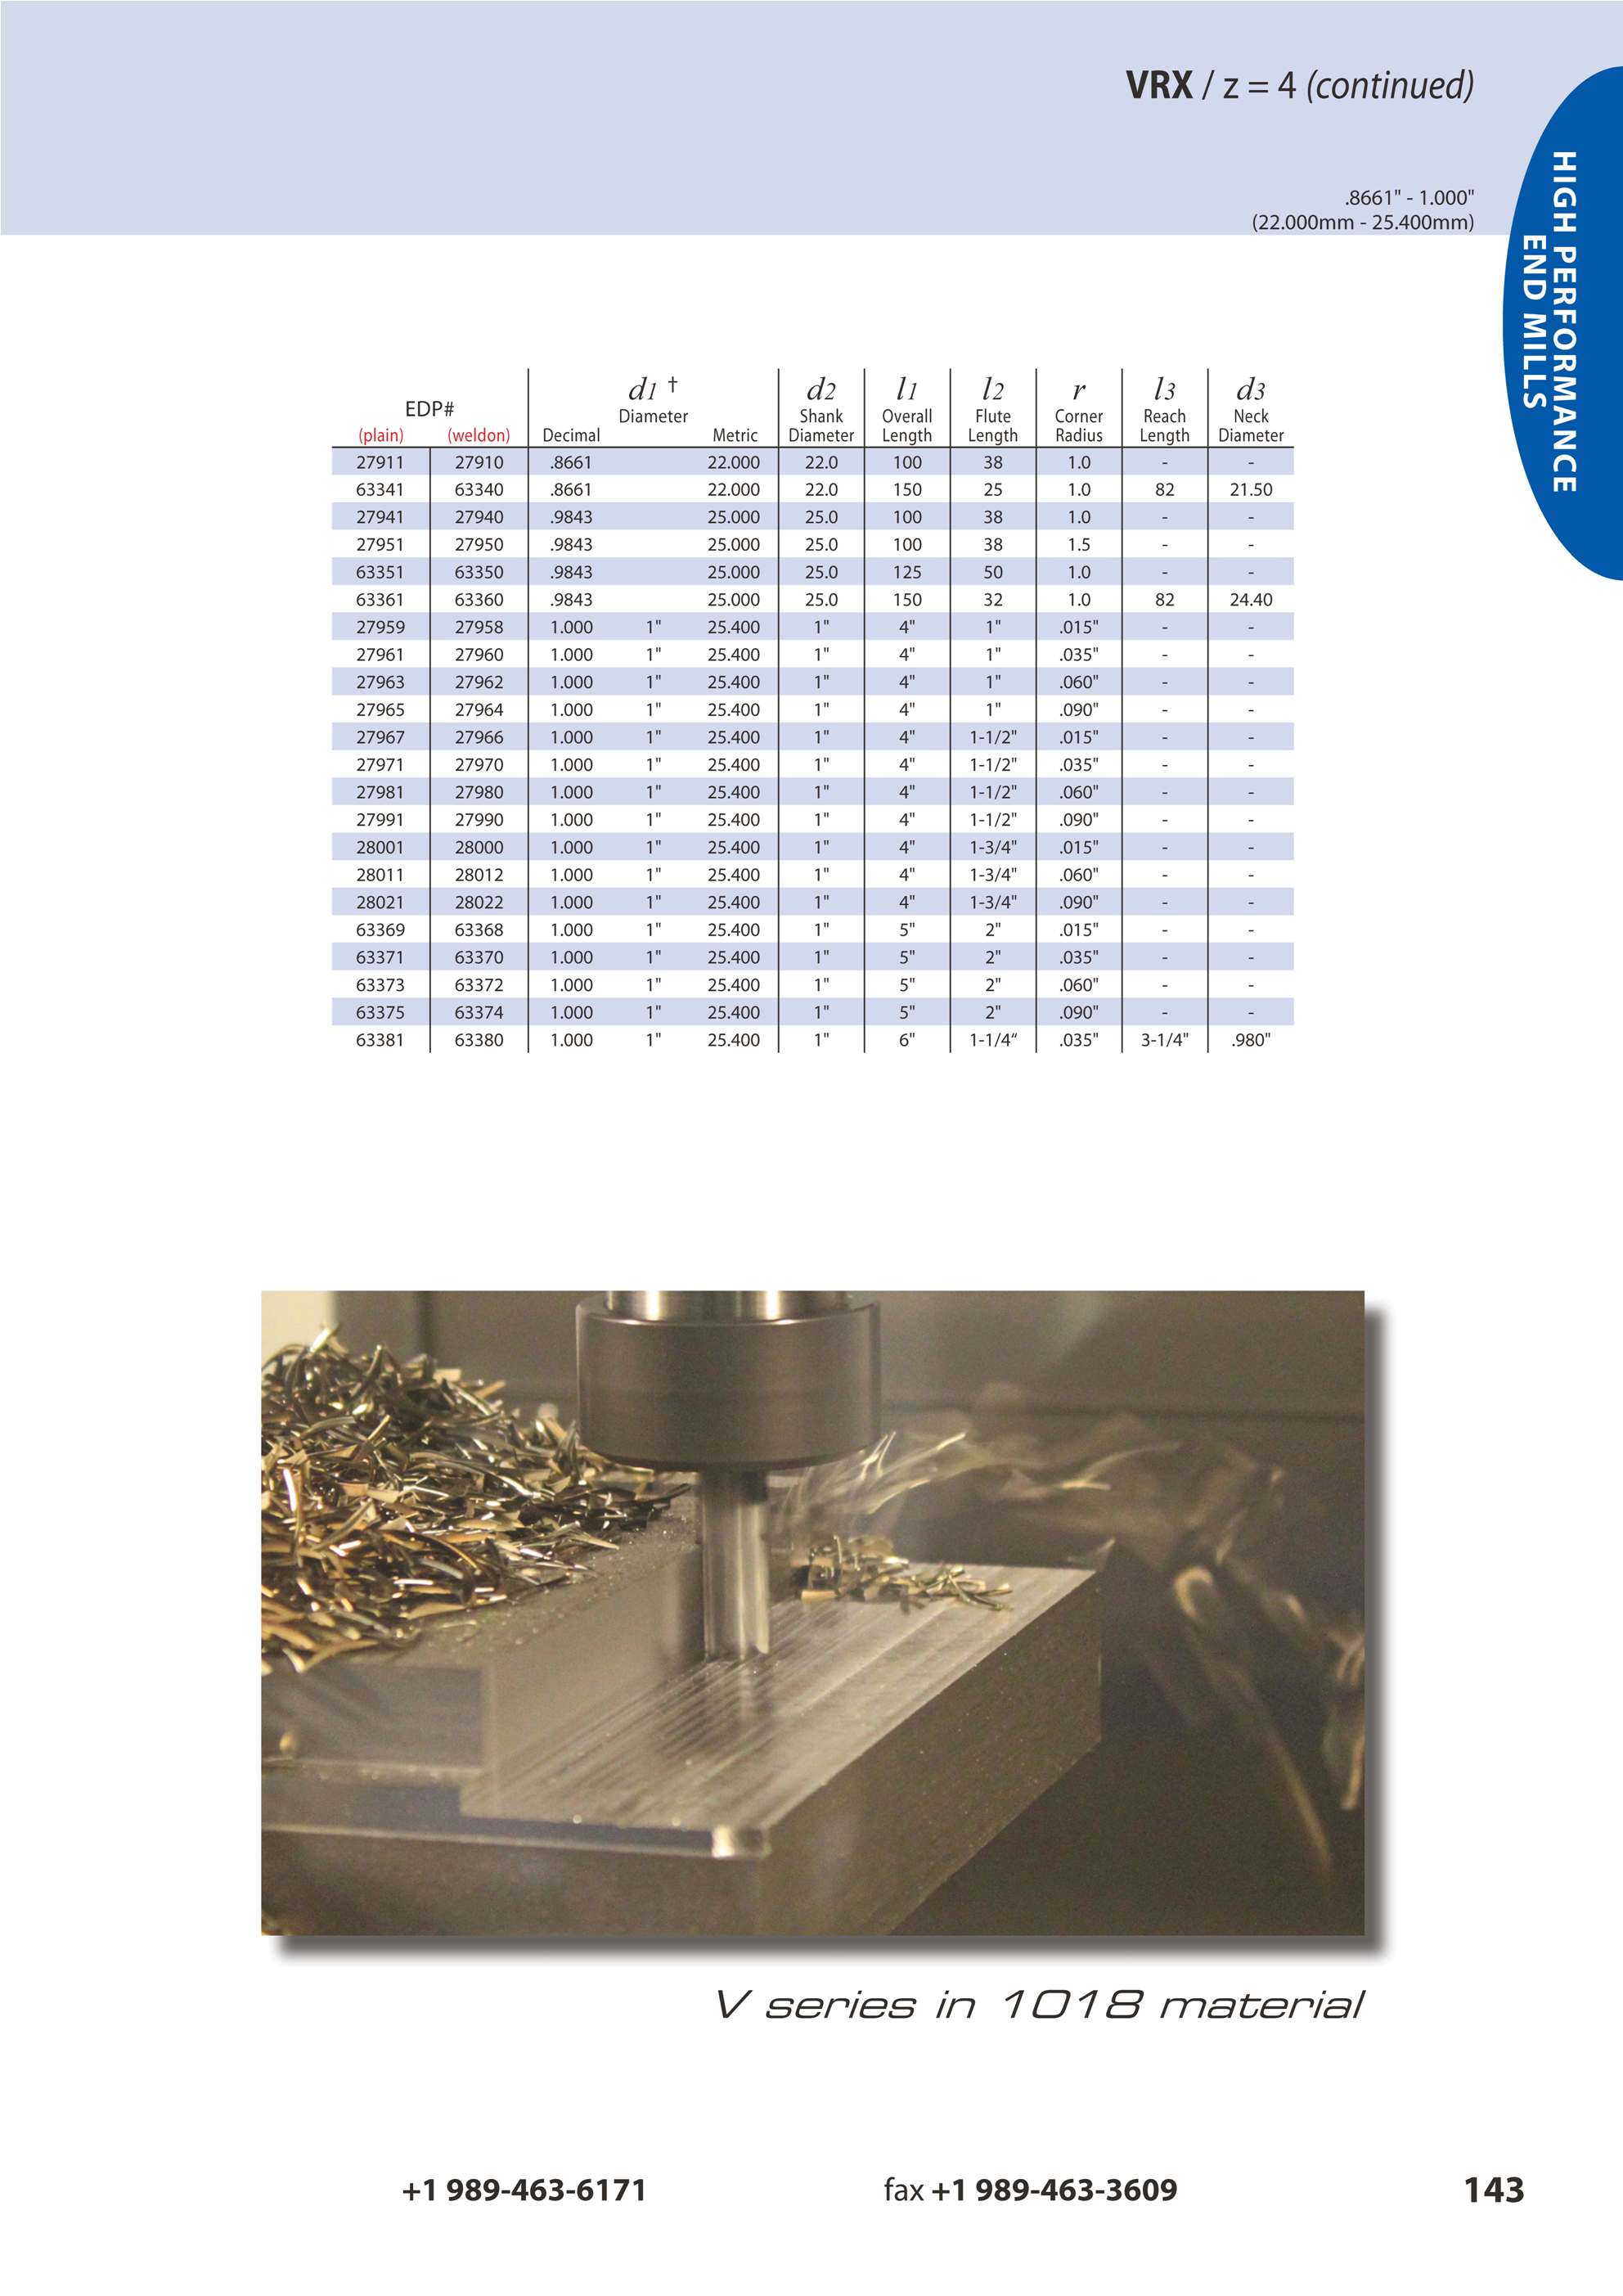 VRX / z = 4 (continued)
.8661" - 1.000"
(22.000mm - 25.400mm)
HIGH PERFORMANCE
END MILLS
EDP# d1 † d2 l1 l2 r l3 d3
Diameter Shank Overall Flute Corner Reach Neck
(plain) (weldon) Decimal Metric Diameter Length Length Radius Length Diameter
27911 27910 .8661 22.000 22.0 100 38 1.0 - -
63341 63340 .8661 22.000 22.0 150 25 1.0 82 21.50
27941 27940 .9843 25.000 25.0 100 38 1.0 - -
27951 27950 .9843 25.000 25.0 100 38 1.5 - -
63351 63350 .9843 25.000 25.0 125 50 1.0 - -
63361 63360 .9843 25.000 25.0 150 32 1.0 82 24.40
27959 27958 1.000 1" 25.400 1" 4" 1" .015" - -
27961 27960 1.000 1" 25.400 1" 4" 1" .035" - -
27963 27962 1.000 1" 25.400 1" 4" 1" .060" - -
27965 27964 1.000 1" 25.400 1" 4" 1" .090" - -
27967 27966 1.000 1" 25.400 1" 4" 1-1/2" .015" - -
27971 27970 1.000 1" 25.400 1" 4" 1-1/2" .035" - -
27981 27980 1.000 1" 25.400 1" 4" 1-1/2" .060" - -
27991 27990 1.000 1" 25.400 1" 4" 1-1/2" .090" - -
28001 28000 1.000 1" 25.400 1" 4" 1-3/4" .015" - -
28011 28012 1.000 1" 25.400 1" 4" 1-3/4" .060" - -
28021 28022 1.000 1" 25.400 1" 4" 1-3/4" .090" - -
63369 63368 1.000 1" 25.400 1" 5" 2" .015" - -
63371 63370 1.000 1" 25.400 1" 5" 2" .035" - -
63373 63372 1.000 1" 25.400 1" 5" 2" .060" - -
63375 63374 1.000 1" 25.400 1" 5" 2" .090" - -
63381 63380 1.000 1" 25.400 1" 6" 1-1/4“ .035" 3-1/4" .980"
V series in 1018 material
+1 989-463-6171 fax +1 989-463-3609 143